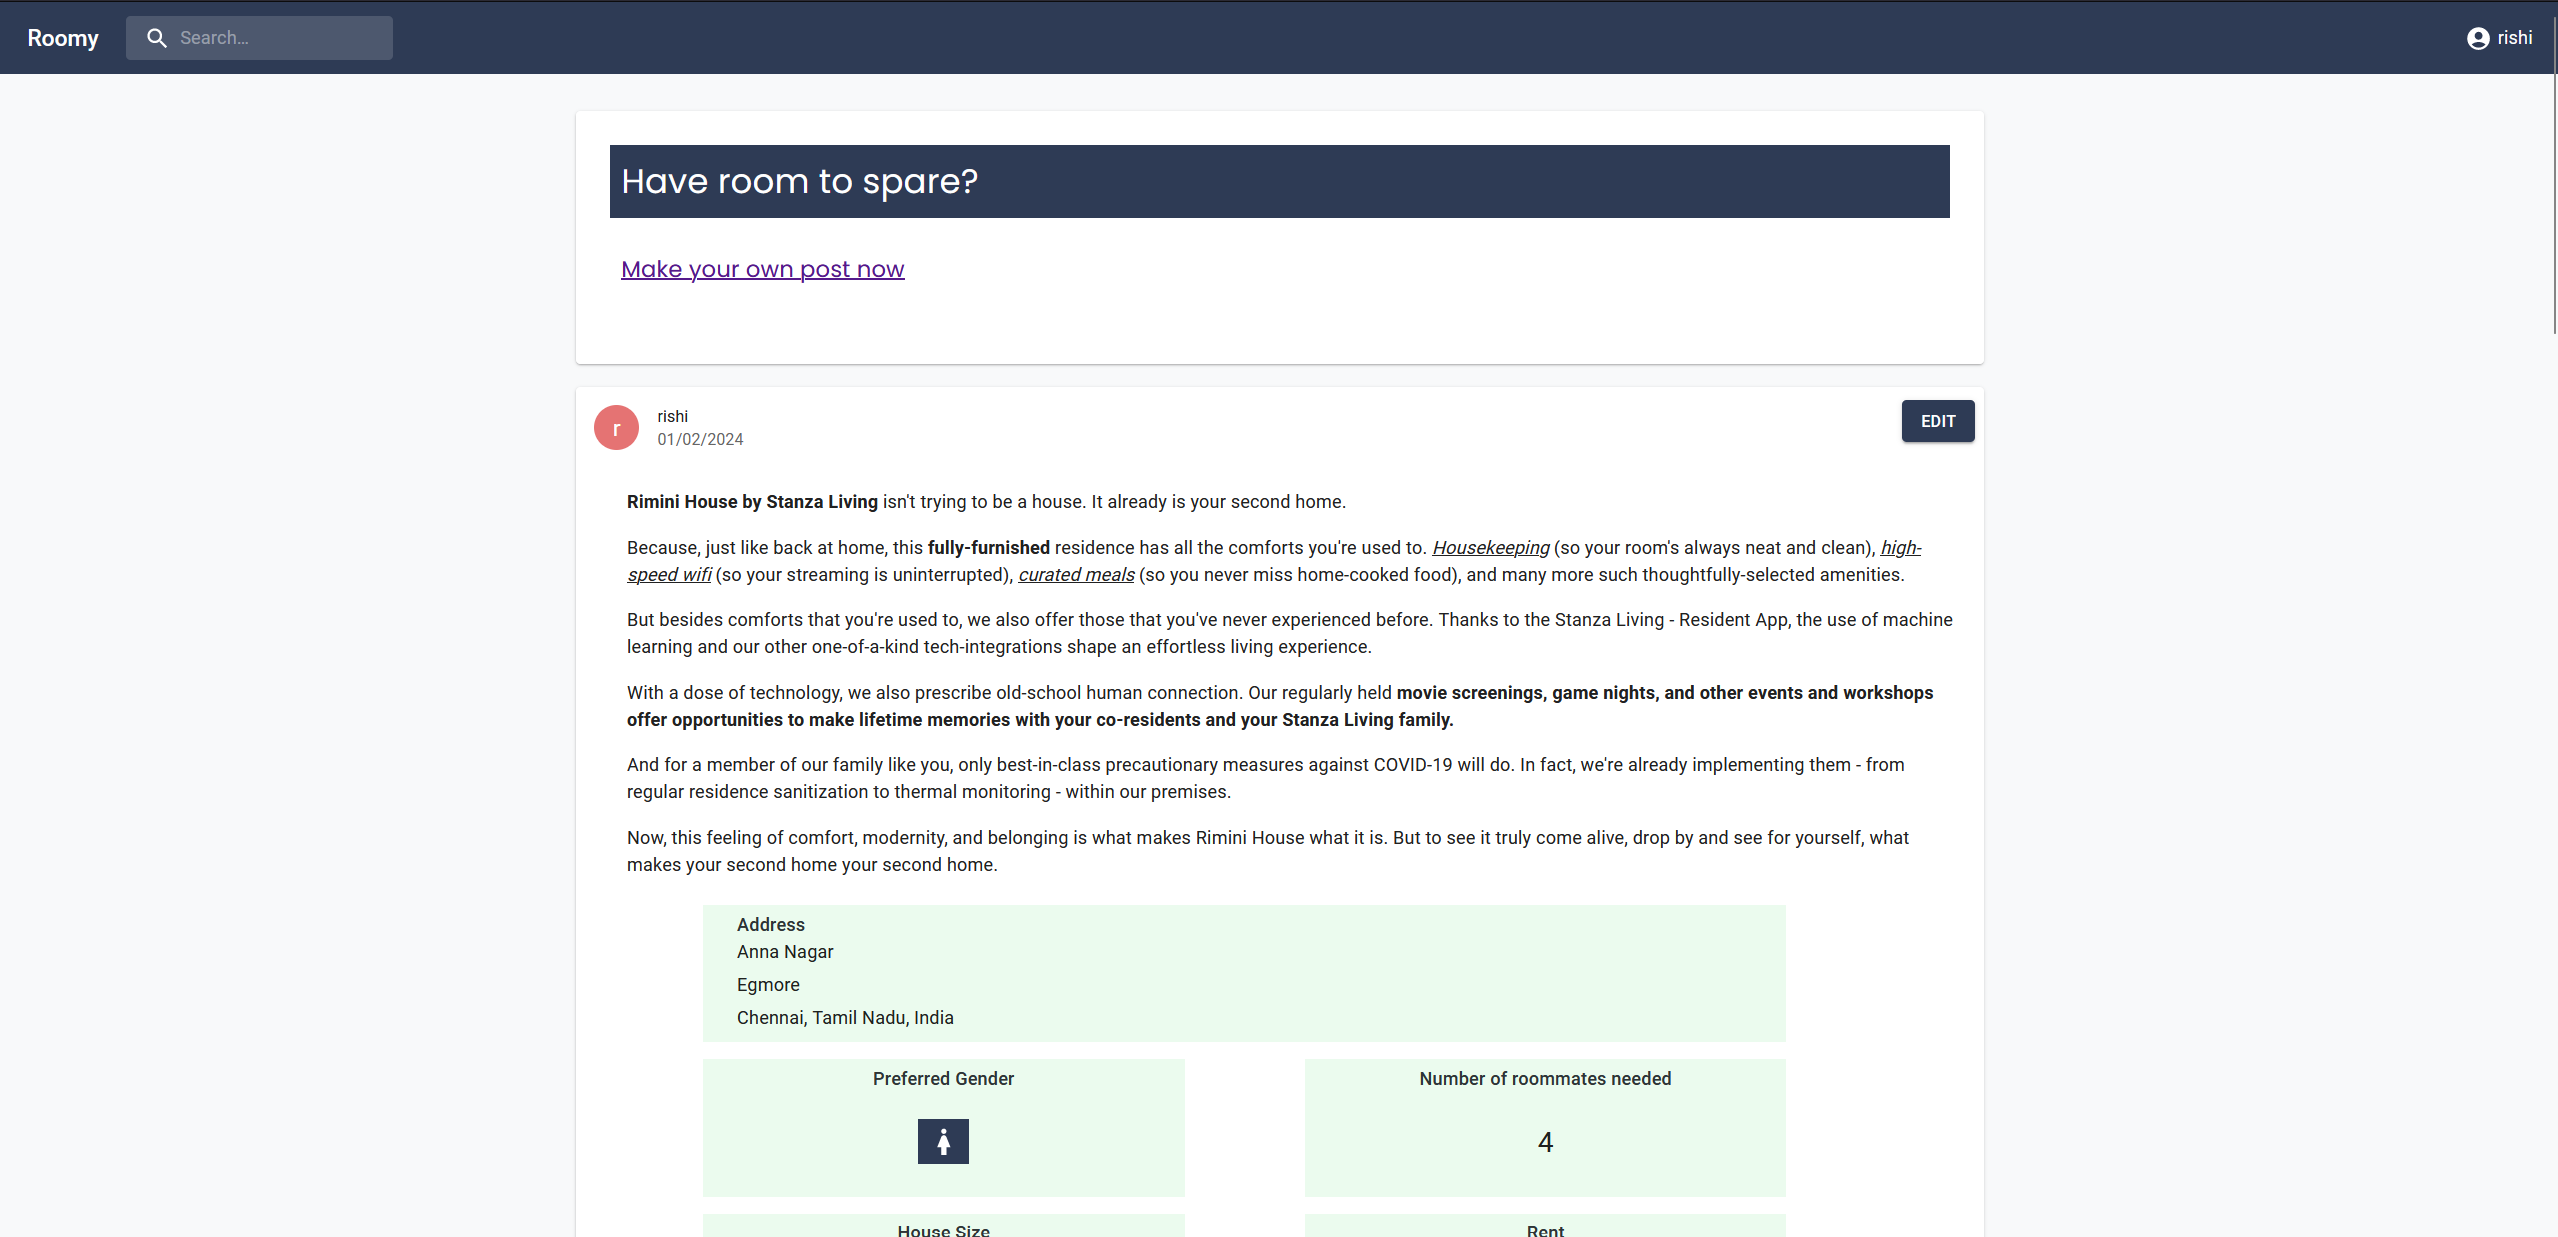 Roomy
Search...
rishi
Have room to spare?
Make your own post now
r
rishi
01/02/2024
EDIT
Rimini House by Stanza Living isn't trying to be a house. It already is your second home.
Because, just like back at home, this fully-furnished residence has all the comforts you're used to. Housekeeping (so your room's always neat and clean), high-
speed wifi (so your streaming is uninterrupted), curated meals (so you never miss home-cooked food), and many more such thoughtfully-selected amenities.
But besides comforts that you're used to, we also offer those that you've never experienced before. Thanks to the Stanza Living - Resident App, the use of machine
learning and our other one-of-a-kind tech-integrations shape an effortless living experience.
With a dose of technology, we also prescribe old-school human connection. Our regularly held movie screenings, game nights, and other events and workshops
offer opportunities to make lifetime memories with your co-residents and your Stanza Living family.
And for a member of our family like you, only best-in-class precautionary measures against COVID-19 will do. In fact, we're already implementing them - from
regular residence sanitization to thermal monitoring - within our premises.
Now, this feeling of comfort, modernity, and belonging is what makes Rimini House what it is. But to see it truly come alive, drop by and see for yourself, what
makes your second home your second home.
Address
Anna Nagar
Egmore
Chennai, Tamil Nadu, India
Preferred Gender
Number of roommates needed
4
House Size
Rent